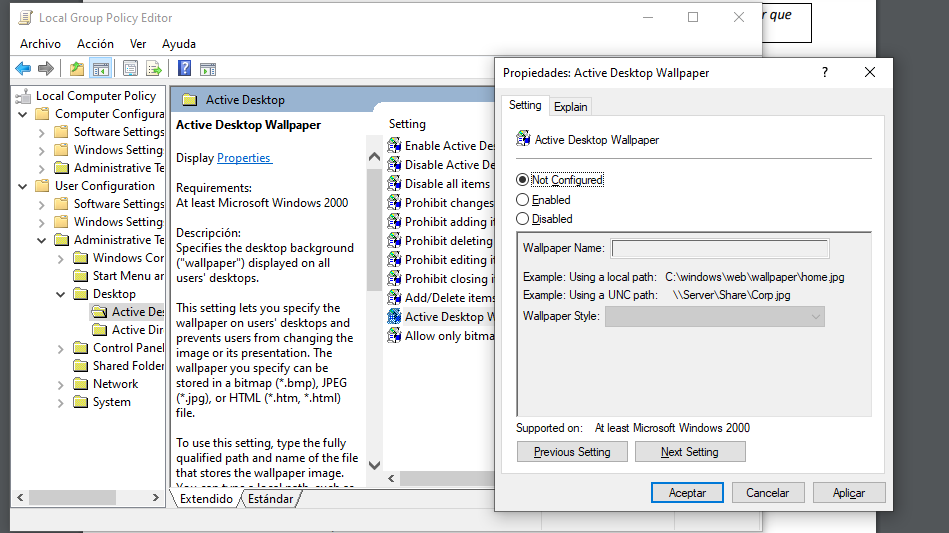 r que
Local Group Policy Editor
Archivo Acción Ver Ayuda
Local Computer Policy
Computer Configura
Software Settings
Windows Setting
Administrative Te
User Configuration
Software Settings
Windows Setting
Administrative Te
Windows Cor
Start Menu ar
Desktop
Active Des
Active Dir
Control Panel
Shared Folder
Network
System
Active Desktop
Active Desktop Wallpaper
Display Properties
Requirements:
At least Microsoft Windows 2000
Descripción:
Specifies the desktop background
("wallpaper") displayed on all
users' desktops.
This setting lets you specify the
wallpaper on users' desktops and
prevents users from changing the
image or its presentation. The
wallpaper you specify can be
stored in a bitmap (*.bmp), JPEG
(*.jpg), or HTML (*.htm, *.html)
file.
To use this setting, type the fully
qualified path and name of the file
that stores the wallpaper image.
You can type a local path, such as
Setting
Enable Active De
Disable Active De
Disable all items
Prohibit changes
Prohibit adding it
Prohibit deleting
Prohibit editing it
Prohibit closing it
Add/Delete items
Active Desktop W
Allow only bitma
Extendido Estándar
Propiedades: Active Desktop Wallpaper
?
Setting Explain
Active Desktop Wallpaper
Not Configured
Enabled
Disabled
Wallpaper Name:
Example: Using a local path: C:\windows\web\wallpaper\home.jpg
Example: Using a UNC path: \\Server\Share\Corp.jpg
Wallpaper Style:
Supported on: At least Microsoft Windows 2000
Previous Setting Next Setting
Aceptar Cancelar Aplicar